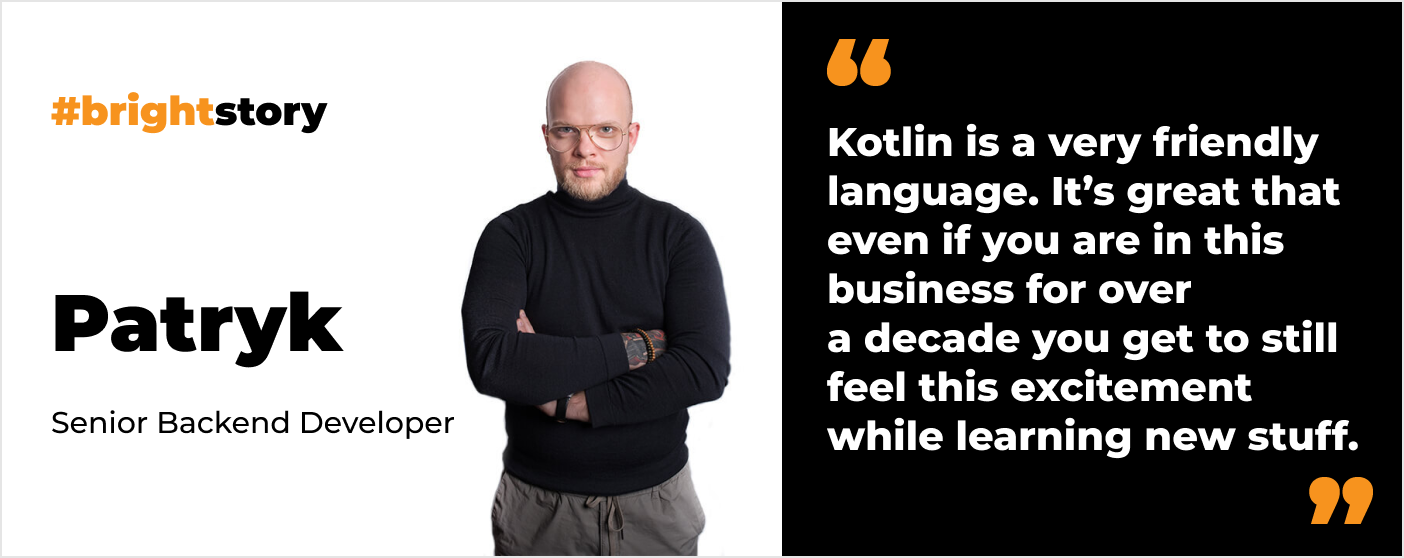 #brightstory
Patryk
Senior Backend Developer
“
Kotlin is a very friendly
language. It’s great that
even if you are in this
business for over
a decade you get to still
feel this excitement
while learning new stuff.
”